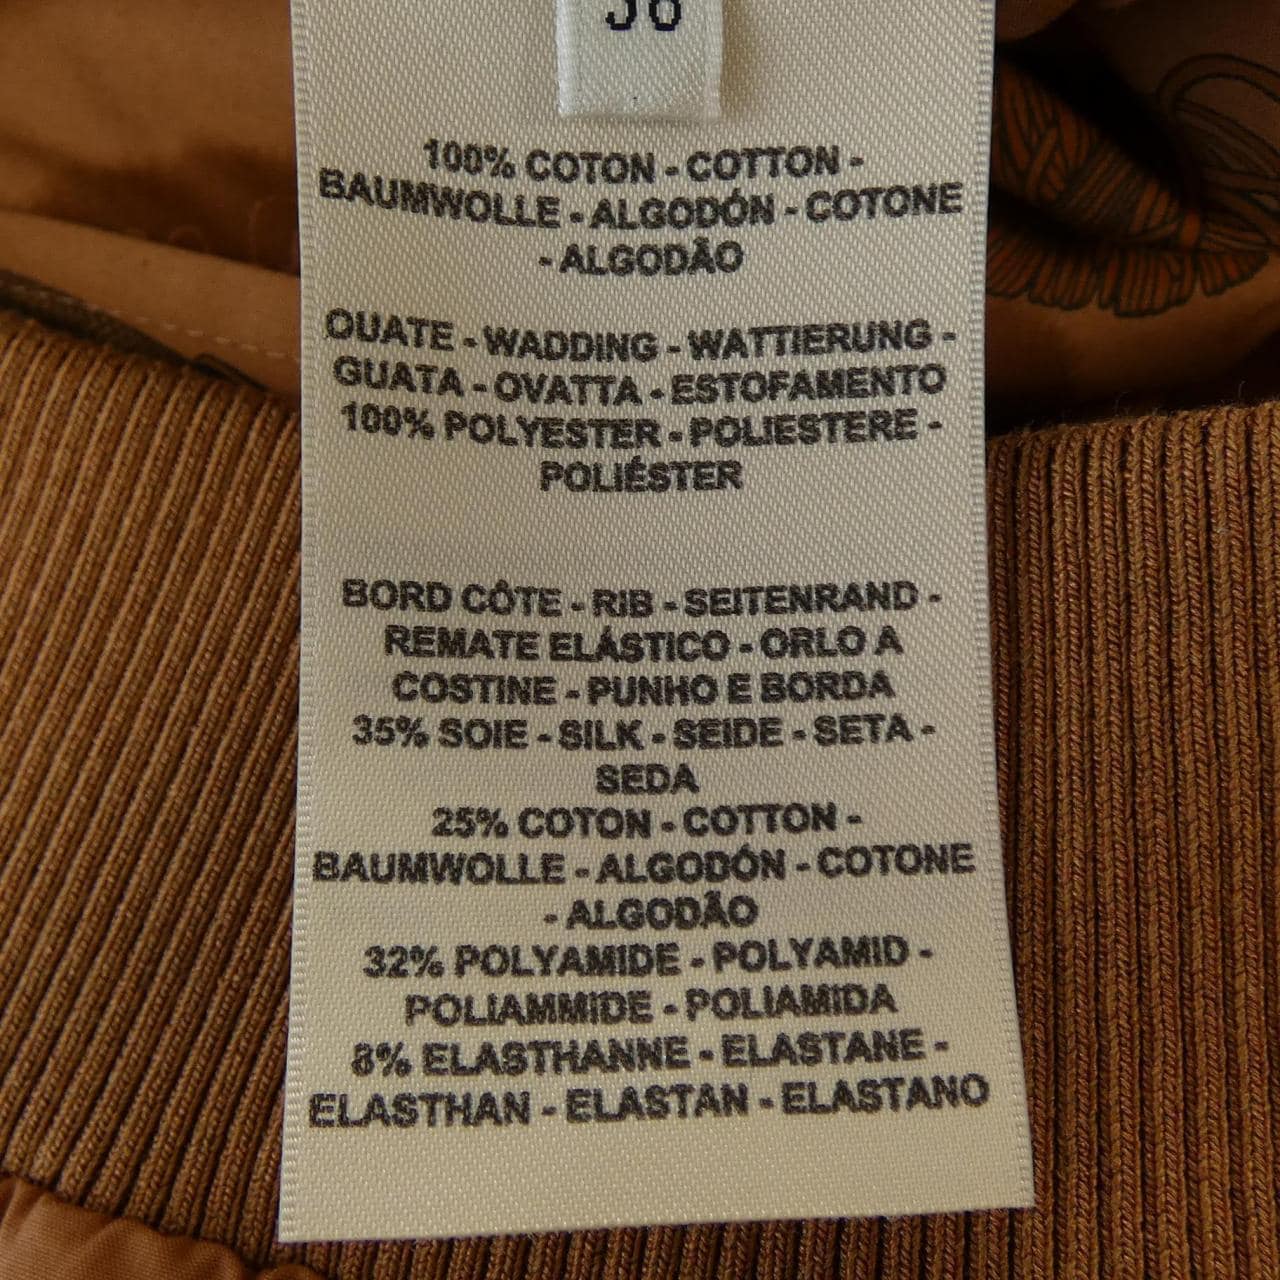 100% COTON - COTTON -
BAUMWOLLE - ALGODÓN - COTONE
- ALGODÃO
OUATE - WADDING - WATTIERUNG -
GUATA - OVATTA - ESTOFAMENTO
100% POLYESTER - POLIESTERE -
POLIÉSTER
BORD CÔTE - RIB - SEITENRAND -
REMATE ELÁSTICO - ORLO A
COSTINE - PUNHO E BORDA
35% SOIE - SILK - SEIDE - SETA -
SEDA
25% COTON - COTTON -
BAUMWOLLE - ALGODÓN - COTONE
- ALGODÃO
32% POLYAMIDE - POLYAMID -
POLIAMMIDE - POLIAMIDA
8% ELASTHANNE - ELASTANE -
ELASTHAN - ELASTAN - ELASTANO